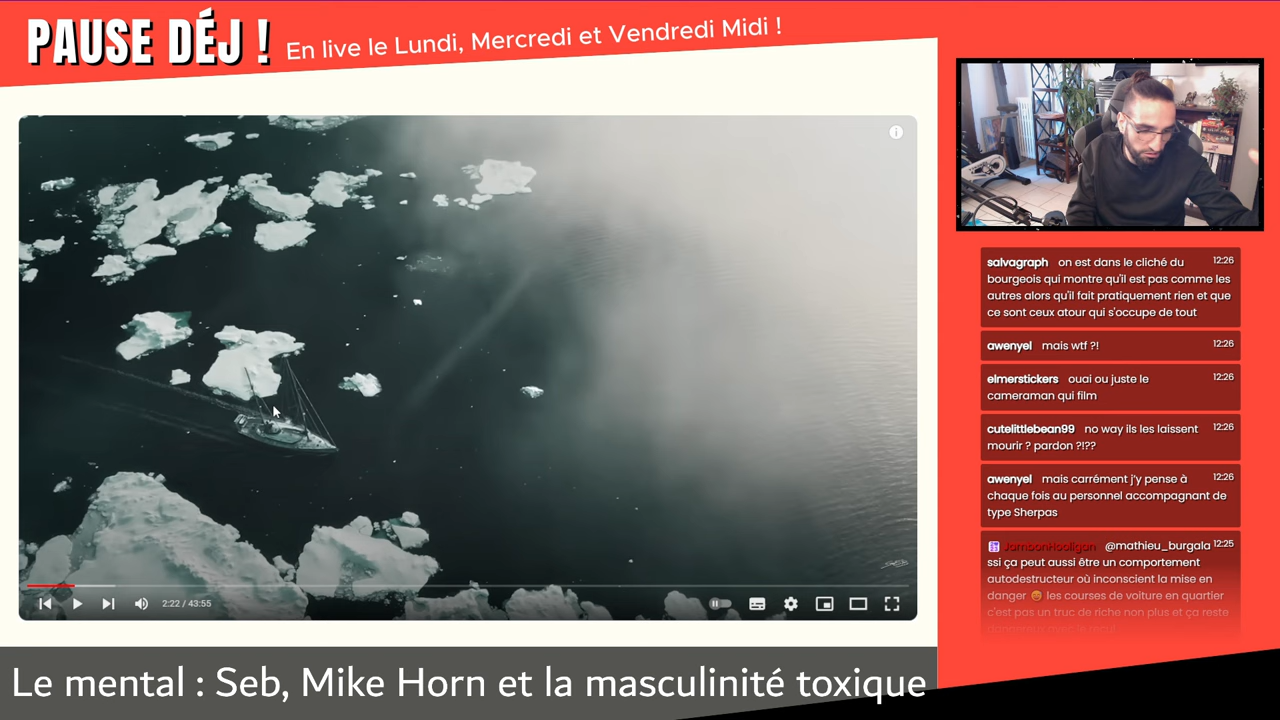 PAUSE DÉJ !
En live le Lundi, Mercredi et Vendredi Midi !
2:22 / 43:55
salvagraph on est dans le cliché du 12:26
bourgeois qui montre qu'il est pas comme les
autres alors qu'il fait pratiquement rien et que
ce sont ceux atour qui s'occupe de tout
awenyel mais wtf ?! 12:26
elmerstickers ouai ou juste le 12:26
cameraman qui film
cutelittlebean99 no way ils les laissent 12:26
mourir ? pardon ?!??
awenyel mais carrément j'y pense à 12:26
chaque fois au personnel accompagnant de
type Sherpas
JambonHooligan @mathieu_burgala 12:25
ssi ça peut aussi être un comportement
autodestructeur où inconscient la mise en
danger 😅 les courses de voiture en quartier
c'est pas un truc de riche non plus et ça reste
dangereux avec le recul
Le mental : Seb, Mike Horn et la masculinité toxique